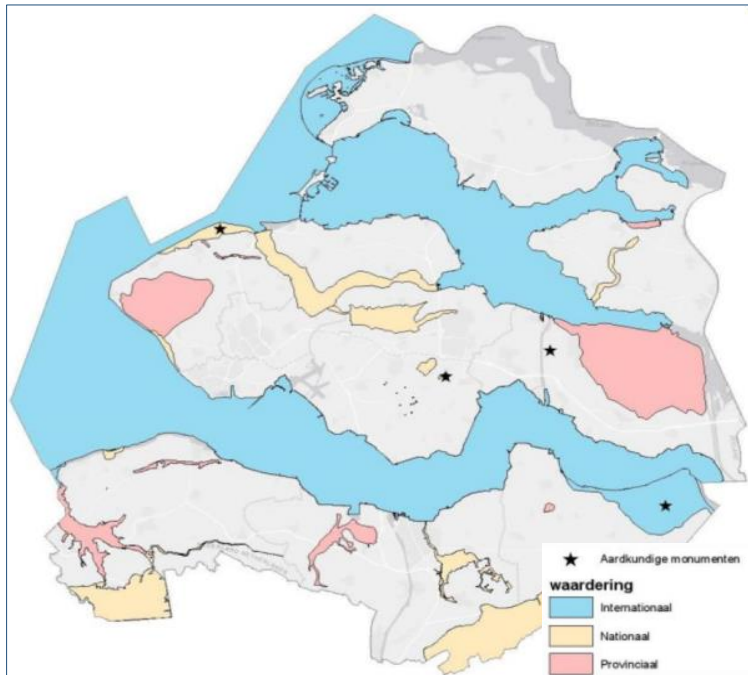 Aardkundige monumenten
waardering
Internationaal
Nationaal
Provinciaal